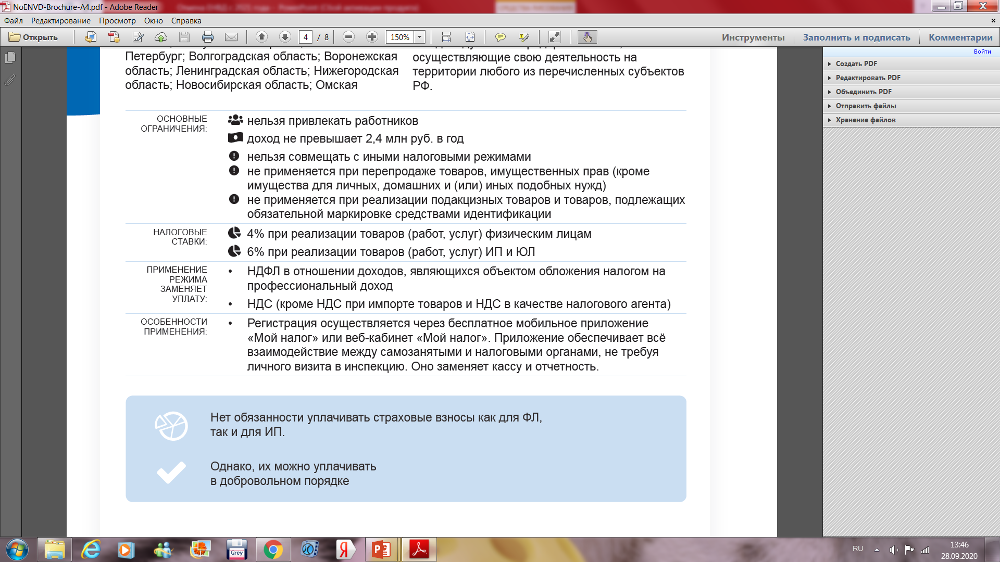 NoENVD-Brochure-A4.pdf - Adobe Reader
Файл Редактирование Просмотр Окно Справка
Открыть 4 / 8 150% Инструменты Заполнить и подписать Комментарии
Войти
Создать PDF
Редактировать PDF
Объединить PDF
Отправить файлы
Хранение файлов
Петербург; Волгоградская область; Воронежская
область; Ленинградская область; Нижегородская
область; Новосибирская область; Омская
осуществляющие свою деятельность на
территории любого из перечисленных субъектов
РФ.
ОСНОВНЫЕ
ОГРАНИЧЕНИЯ:
нельзя привлекать работников
доход не превышает 2,4 млн руб. в год
нельзя совмещать с иными налоговыми режимами
не применяется при перепродаже товаров, имущественных прав (кроме
имущества для личных, домашних и (или) иных подобных нужд)
не применяется при реализации подакцизных товаров и товаров, подлежащих
обязательной маркировке средствами идентификации
НАЛОГОВЫЕ
СТАВКИ:
4% при реализации товаров (работ, услуг) физическим лицам
6% при реализации товаров (работ, услуг) ИП и ЮЛ
ПРИМЕНЕНИЕ
РЕЖИМА
ЗАМЕНЯЕТ
УПЛАТУ:
• НДФЛ в отношении доходов, являющихся объектом обложения налогом на
профессиональный доход
• НДС (кроме НДС при импорте товаров и НДС в качестве налогового агента)
ОСОБЕННОСТИ
ПРИМЕНЕНИЯ:
• Регистрация осуществляется через бесплатное мобильное приложение
«Мой налог» или веб-кабинет «Мой налог». Приложение обеспечивает всё
взаимодействие между самозанятыми и налоговыми органами, не требуя
личного визита в инспекцию. Оно заменяет кассу и отчетность.
Нет обязанности уплачивать страховые взносы как для ФЛ,
так и для ИП.
Однако, их можно уплачивать
в добровольном порядке
Grey
RU
13:46
28.09.2020